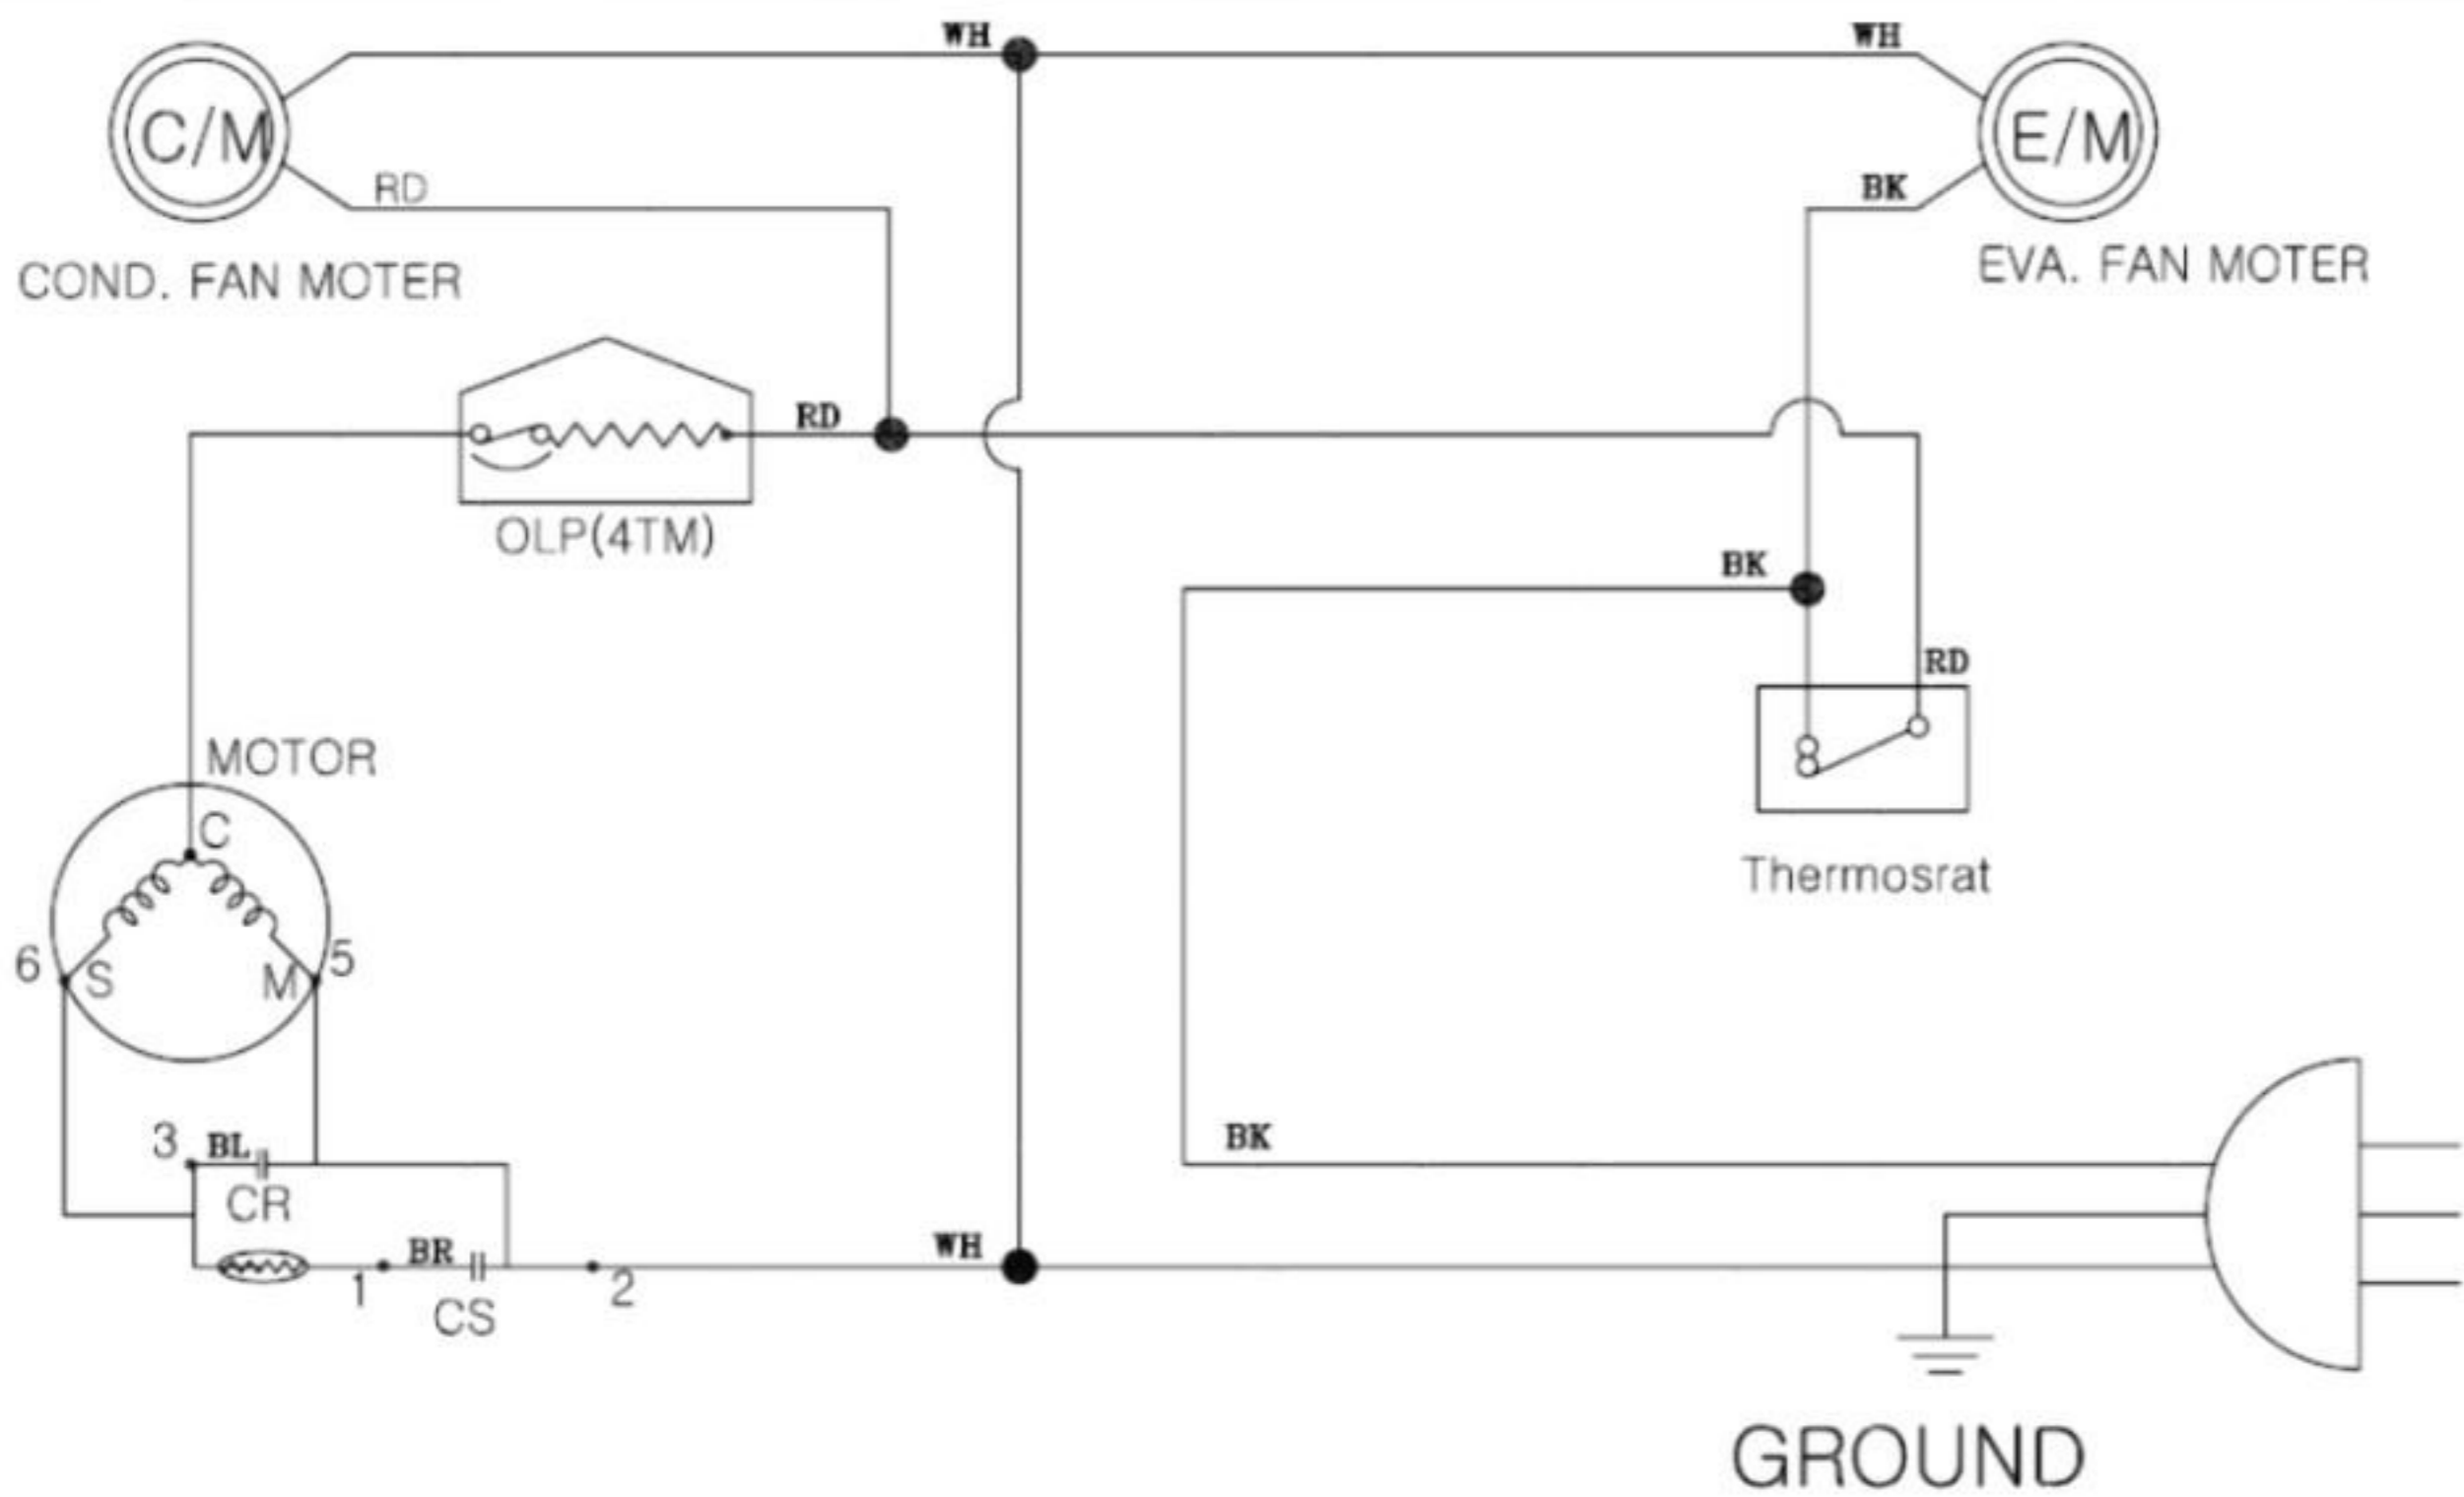 WH
WH
C/M
E/M
RD
BK
COND. FAN MOTER
EVA. FAN MOTER
RD
OLP(4TM)
BK
RD
MOTOR
C
Thermosrat
6
S
M
5
3
BL
BK
CR
WH
BR
1
2
CS
GROUND